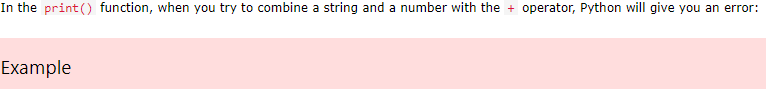 In the print() function, when you try to combine a string and a number with the + operator, Python will give you an error:
Example